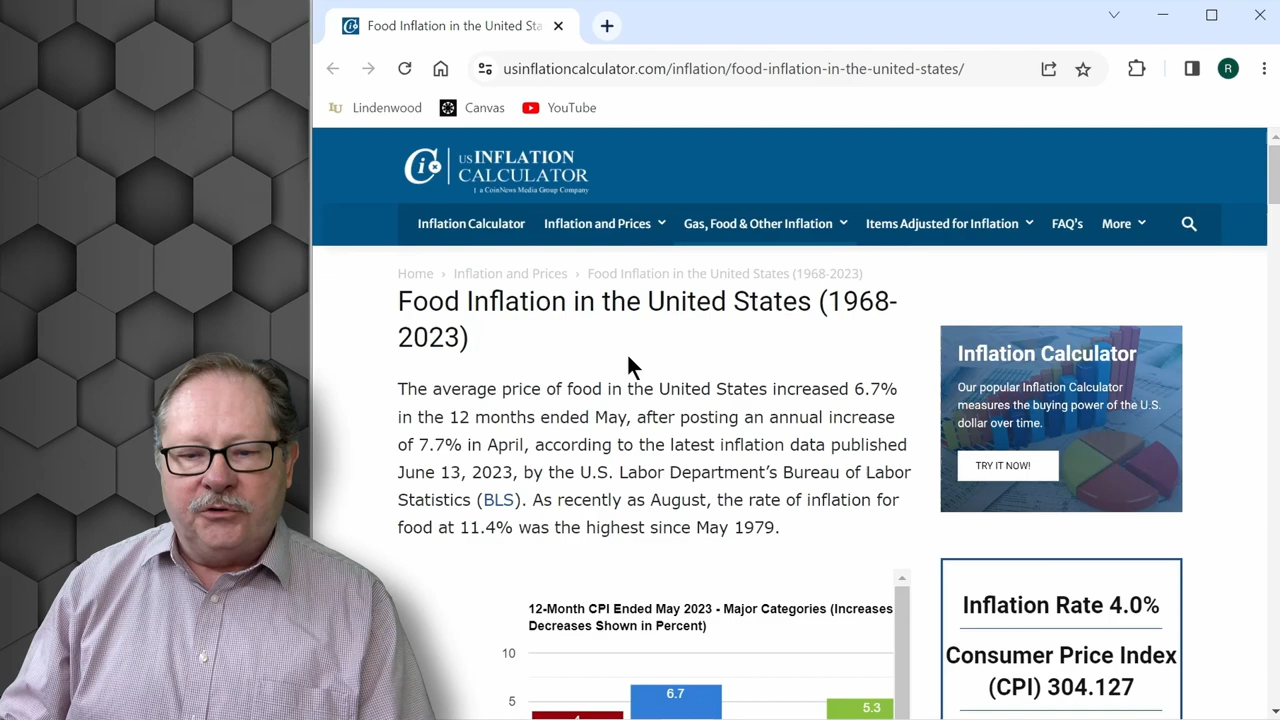 Food Inflation in the United Sta
usinflationcalculator.com/inflation/food-inflation-in-the-united-states/
R
LU Lindenwood Canvas YouTube
Ci US INFLATION
CALCULATOR
a CoinNews Media Group Company
Inflation Calculator Inflation and Prices Gas, Food & Other Inflation Items Adjusted for Inflation FAQ's More
Home › Inflation and Prices › Food Inflation in the United States (1968-2023)
Food Inflation in the United States (1968-
2023)
The average price of food in the United States increased 6.7%
in the 12 months ended May, after posting an annual increase
of 7.7% in April, according to the latest inflation data published
June 13, 2023, by the U.S. Labor Department’s Bureau of Labor
Statistics (BLS). As recently as August, the rate of inflation for
food at 11.4% was the highest since May 1979.
12-Month CPI Ended May 2023 - Major Categories (Increases
Decreases Shown in Percent)
10
5
6.7
5.3
4
Inflation Calculator
Our popular Inflation Calculator
measures the buying power of the U.S.
dollar over time.
TRY IT NOW!
Inflation Rate 4.0%
Consumer Price Index
(CPI) 304.127